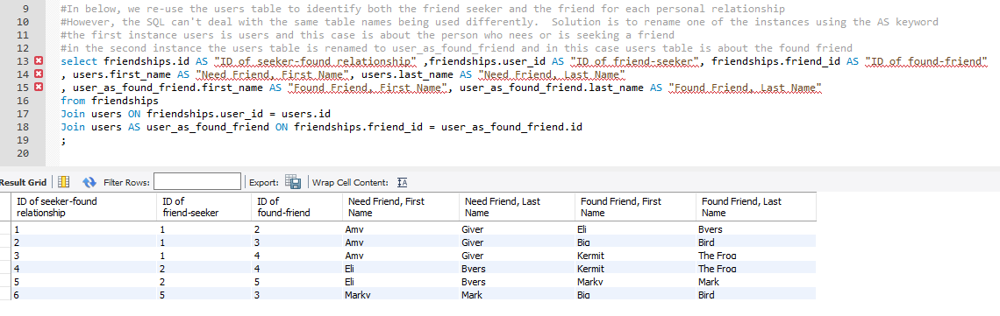 9 #In below, we re-use the users table to identify both the friend seeker and the friend for each personal relationship
10 #However, the SQL can't deal with the same table names being used differently.  Solution is to rename one of the instances using the AS keyword
11 #the first instance users is users and this case is about the person who nees or is seeking a friend
12 #in the second instance the users table is renamed to user_as_found_friend and in this case users table is about the found friend
13 select friendships.id AS "ID of seeker-found relationship" ,friendships.user_id AS "ID of friend-seeker", friendships.friend_id AS "ID of found-friend"
14 , users.first_name AS "Need Friend, First Name", users.last_name AS "Need Friend, Last Name"
15 , user_as_found_friend.first_name AS "Found Friend, First Name", user_as_found_friend.last_name AS "Found Friend, Last Name"
16 from friendships
17 Join users ON friendships.user_id = users.id
18 Join users AS user_as_found_friend ON friendships.friend_id = user_as_found_friend.id
19 ;
20
Result Grid Filter Rows: Export: Wrap Cell Content: IA
ID of seeker-found ID of ID of Need Friend, First Need Friend, Last Found Friend, First Found Friend, Last
relationship friend-seeker found-friend Name Name Name Name
1 1 2 Amy Giver Eli Byers
2 1 3 Amy Giver Big Bird
3 1 4 Amy Giver Kermit The Frog
4 2 4 Eli Byers Kermit The Frog
5 2 5 Eli Byers Marky Mark
6 5 3 Marky Mark Big Bird